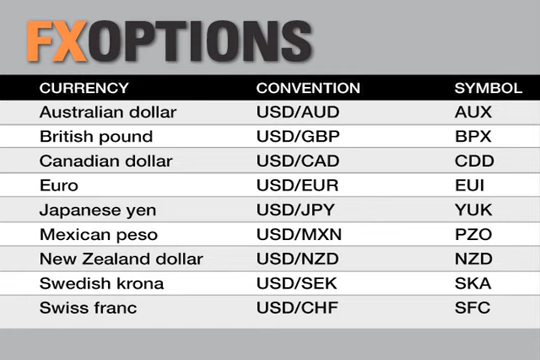 FXOPTIONS
CURRENCY CONVENTION SYMBOL
Australian dollar USD/AUD AUX
British pound USD/GBP BPX
Canadian dollar USD/CAD CDD
Euro USD/EUR EUI
Japanese yen USD/JPY YUK
Mexican peso USD/MXN PZO
New Zealand dollar USD/NZD NZD
Swedish krona USD/SEK SKA
Swiss franc USD/CHF SFC